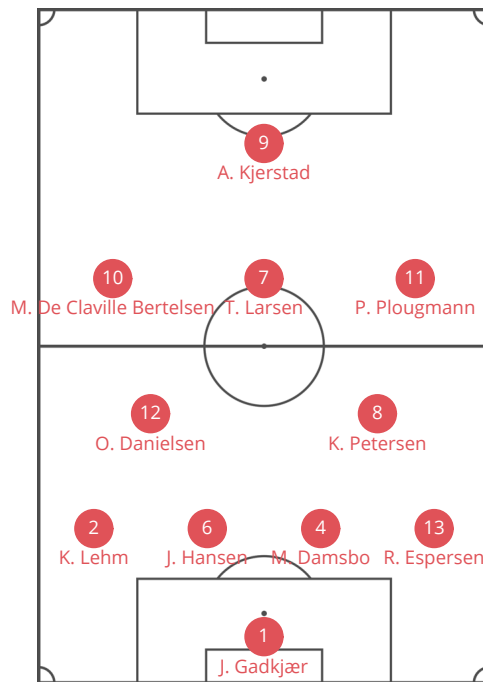 9
A. Kjerstad
10 7 11
M. De Claville Bertelsen T. Larsen P. Plougmann
12 8
O. Danielsen K. Petersen
2 6 4 13
K. Lehm J. Hansen M. Damsbo R. Espersen
1
J. Gadkjær